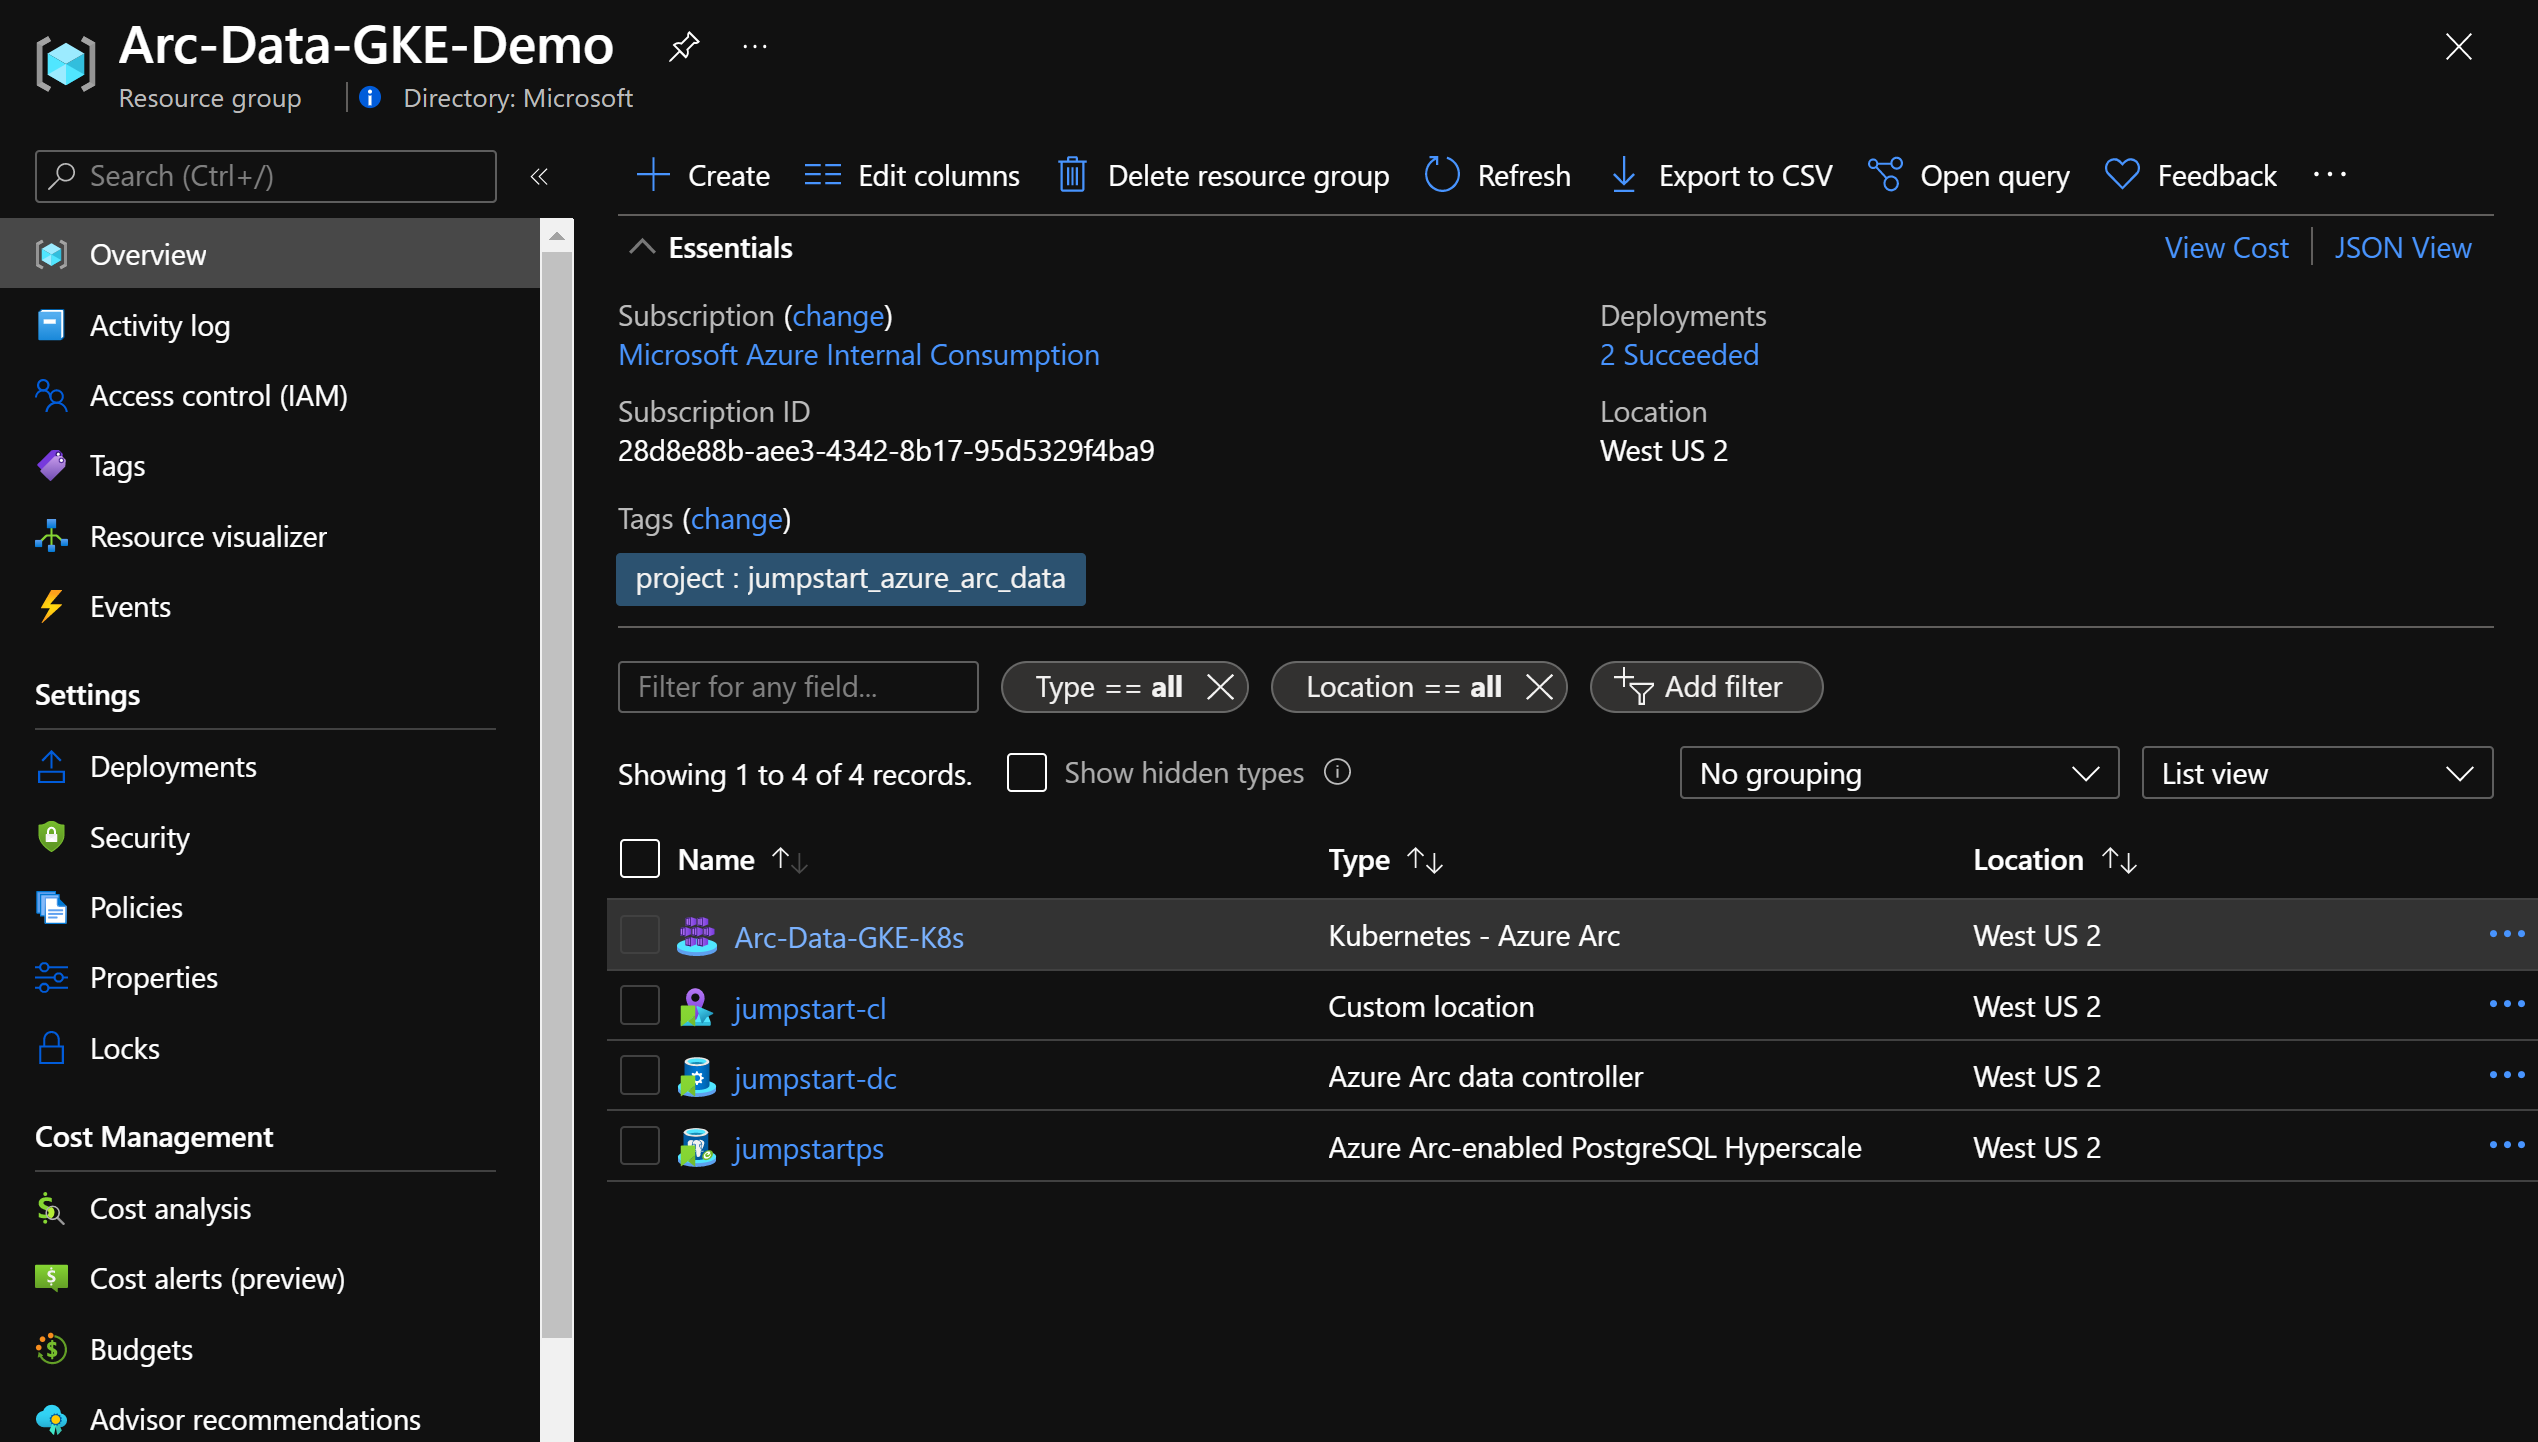 Arc-Data-GKE-Demo
Resource group
Directory: Microsoft
Search (Ctrl+/)
Overview
Activity log
Access control (IAM)
Tags
Resource visualizer
Events
Settings
Deployments
Security
Policies
Properties
Locks
Cost Management
Cost analysis
Cost alerts (preview)
Budgets
Advisor recommendations
Create Edit columns Delete resource group Refresh Export to CSV Open query Feedback
Essentials
View Cost JSON View
Subscription (change)
Microsoft Azure Internal Consumption
Subscription ID
28d8e88b-aee3-4342-8b17-95d5329f4ba9
Deployments
2 Succeeded
Location
West US 2
Tags (change)
project : jumpstart_azure_arc_data
Filter for any field... Type == all Location == all Add filter
Showing 1 to 4 of 4 records. Show hidden types No grouping List view
Name Type Location
Arc-Data-GKE-K8s Kubernetes - Azure Arc West US 2
jumpstart-cl Custom location West US 2
jumpstart-dc Azure Arc data controller West US 2
jumpstartps Azure Arc-enabled PostgreSQL Hyperscale West US 2